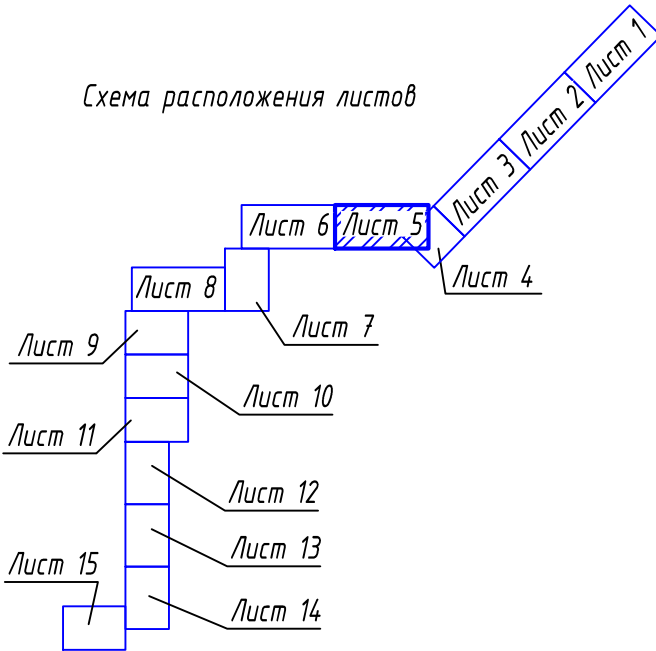 Схема расположения листов
Лист 1
Лист 2
Лист 3
Лист 4
Лист 5
Лист 6
Лист 7
Лист 8
Лист 9
Лист 10
Лист 11
Лист 12
Лист 13
Лист 14
Лист 15